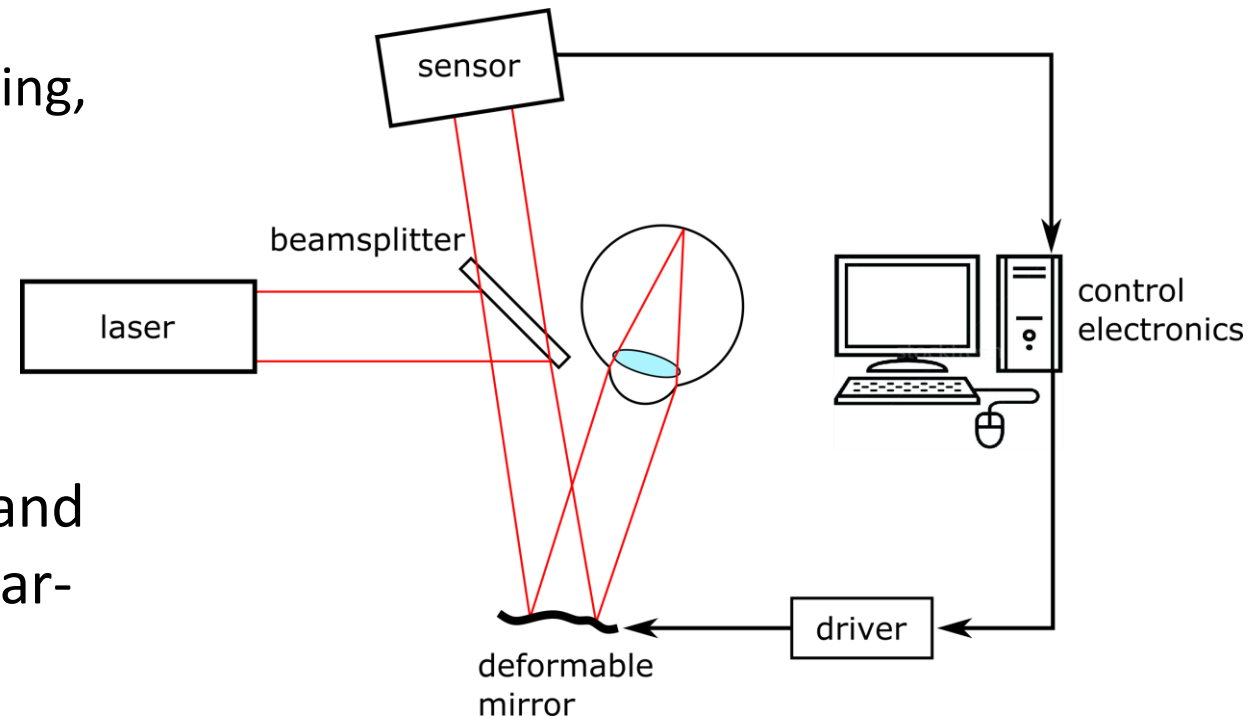 ing,
and
ar-
sensor
beamsplitter
laser
control
electronics
driver
deformable
mirror